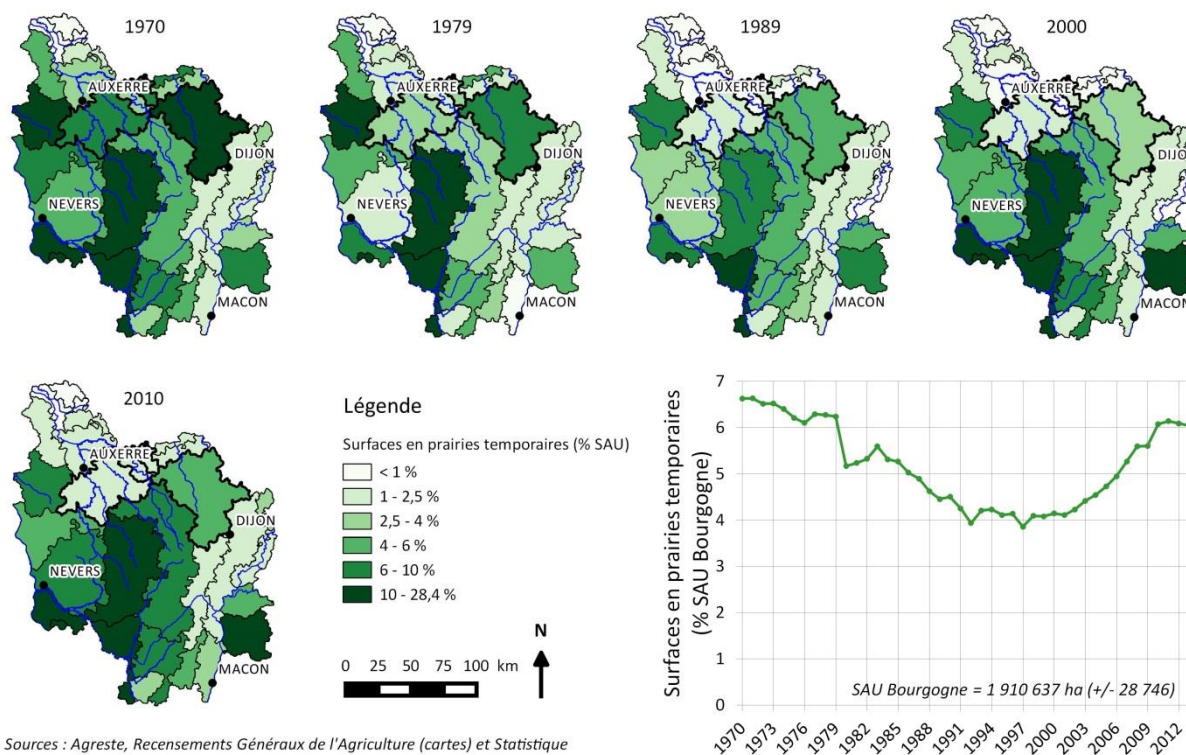 1970
1979
1989
2000
AUXERRE
DIJON
NEVERS
MACON
AUXERRE
DIJON
NEVERS
MACON
AUXERRE
DIJON
NEVERS
MACON
AUXERRE
DIJON
NEVERS
MACON
2010
AUXERRE
DIJON
NEVERS
MACON
Légende
Surfaces en prairies temporaires (% SAU)
< 1 %
1 - 2,5 %
2,5 - 4 %
4 - 6 %
6 - 10 %
10 - 28,4 %
N
0 25 50 75 100 km
Surfaces en prairies temporaires
(% SAU Bourgogne)
7
6
5
4
3
2
1
0
SAU Bourgogne = 1 910 637 ha (+/- 28 746)
1970 1973 1976 1979 1982 1985 1988 1991 1994 1997 2000 2003 2006 2009 2012
Sources : Agreste, Recensements Généraux de l'Agriculture (cartes) et Statistique